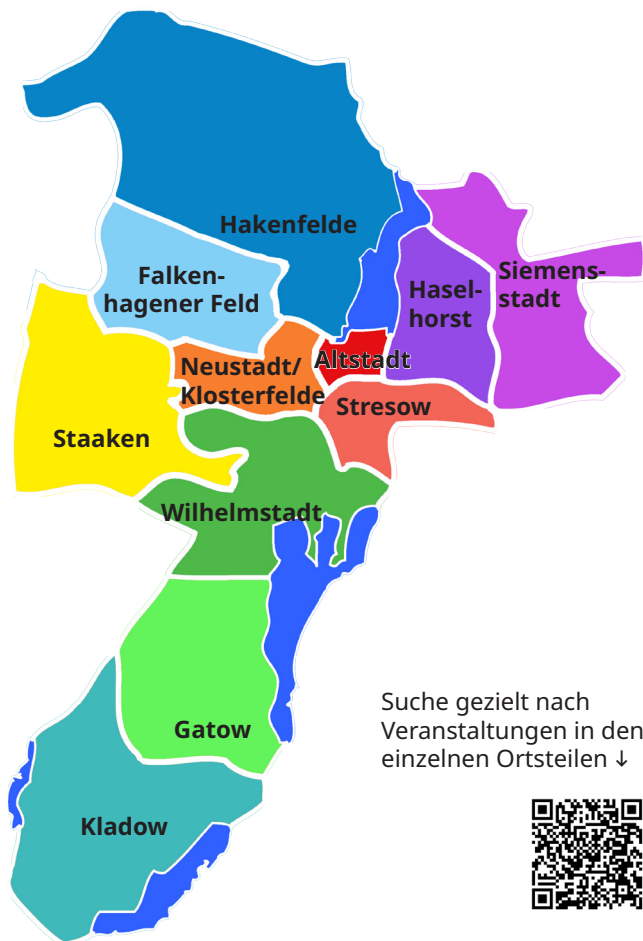 Hakenfelde
Falken-
hagener Feld
Siemens-
stadt
Hasel-
horst
Altstadt
Neustadt/
Klosterfelde
Stresow
Staaken
Wilhelmstadt
Gatow
Kladow
Suche gezielt nach
Veranstaltungen in den
einzelnen Ortsteilen ↓